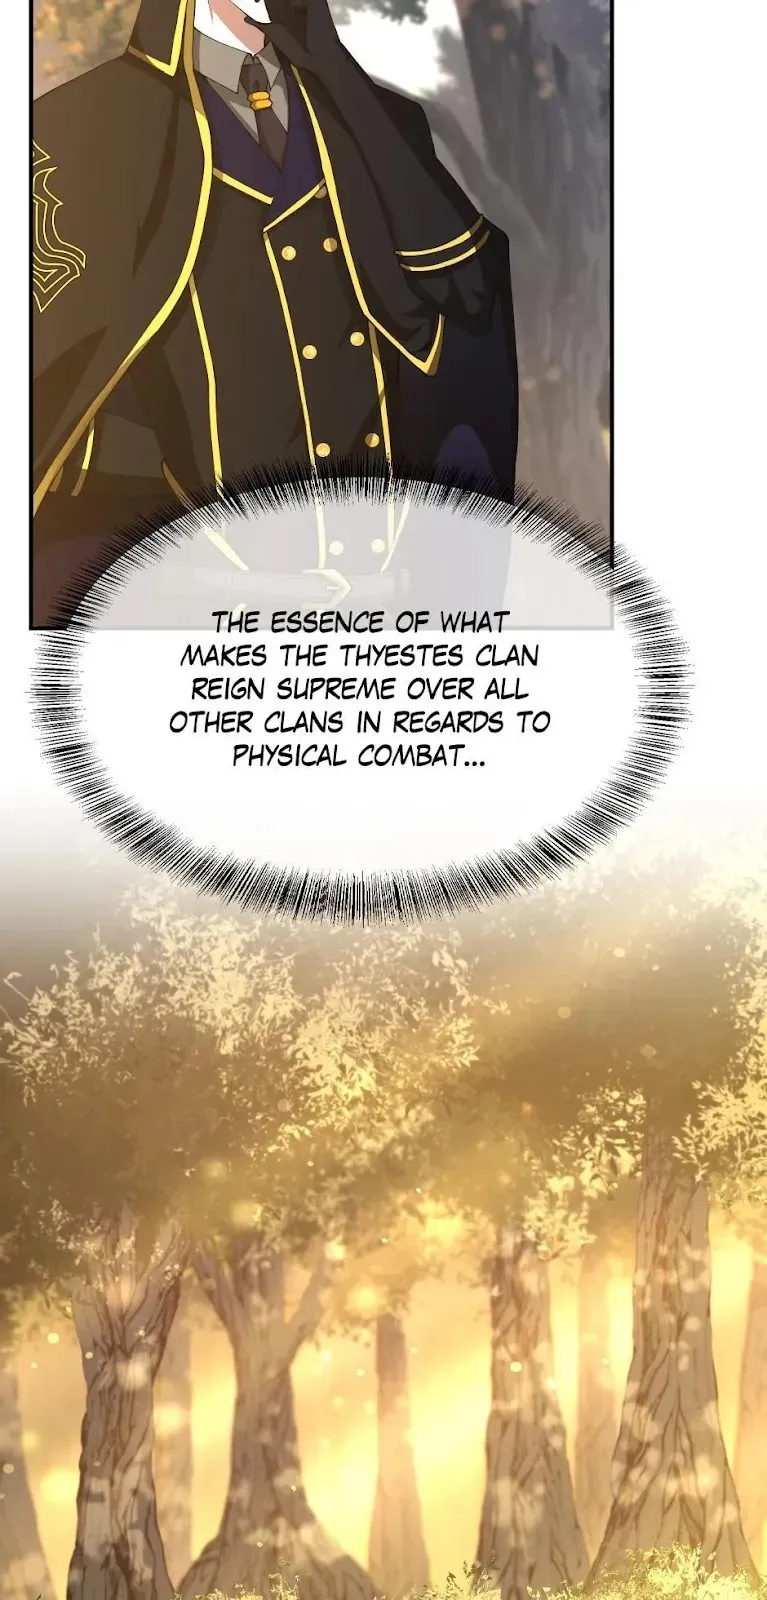 THE ESSENCE OF WHAT
MAKES THE THYESTES CLAN
REIGN SUPREME OVER ALL
OTHER CLANS IN REGARDS TO
PHYSICAL COMBAT...